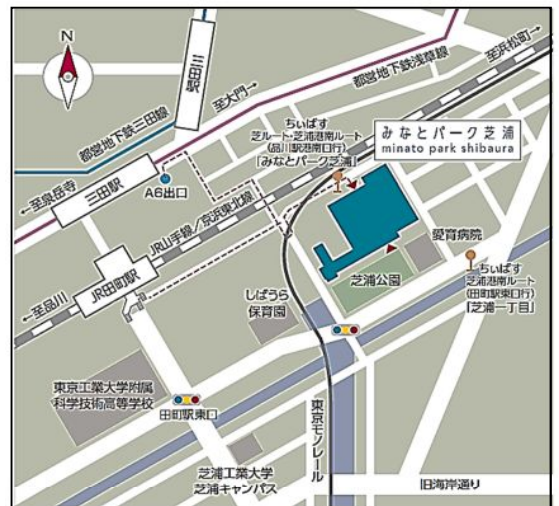 N
三田駅
至浜松町→
都営地下鉄浅草線
至大門→
都営地下鉄三田線
ちぃばす
芝ルート・芝浦港南ルート
(品川駅港南口行)
「みなとパーク芝浦」
みなとパーク芝浦
minato park shibaura
三田駅
A6出口
←至泉岳寺
JR山手線/京浜東北線
愛育病院
JR田町駅
←至品川
芝浦公園
ちぃばす
芝浦港南ルート
(田町駅東口行)
「芝浦一丁目」
しばうら
保育園
東京工業大学附属
科学技術高等学校
田町駅東口
東京モノレール
芝浦工業大学
芝浦キャンパス
旧海岸通り